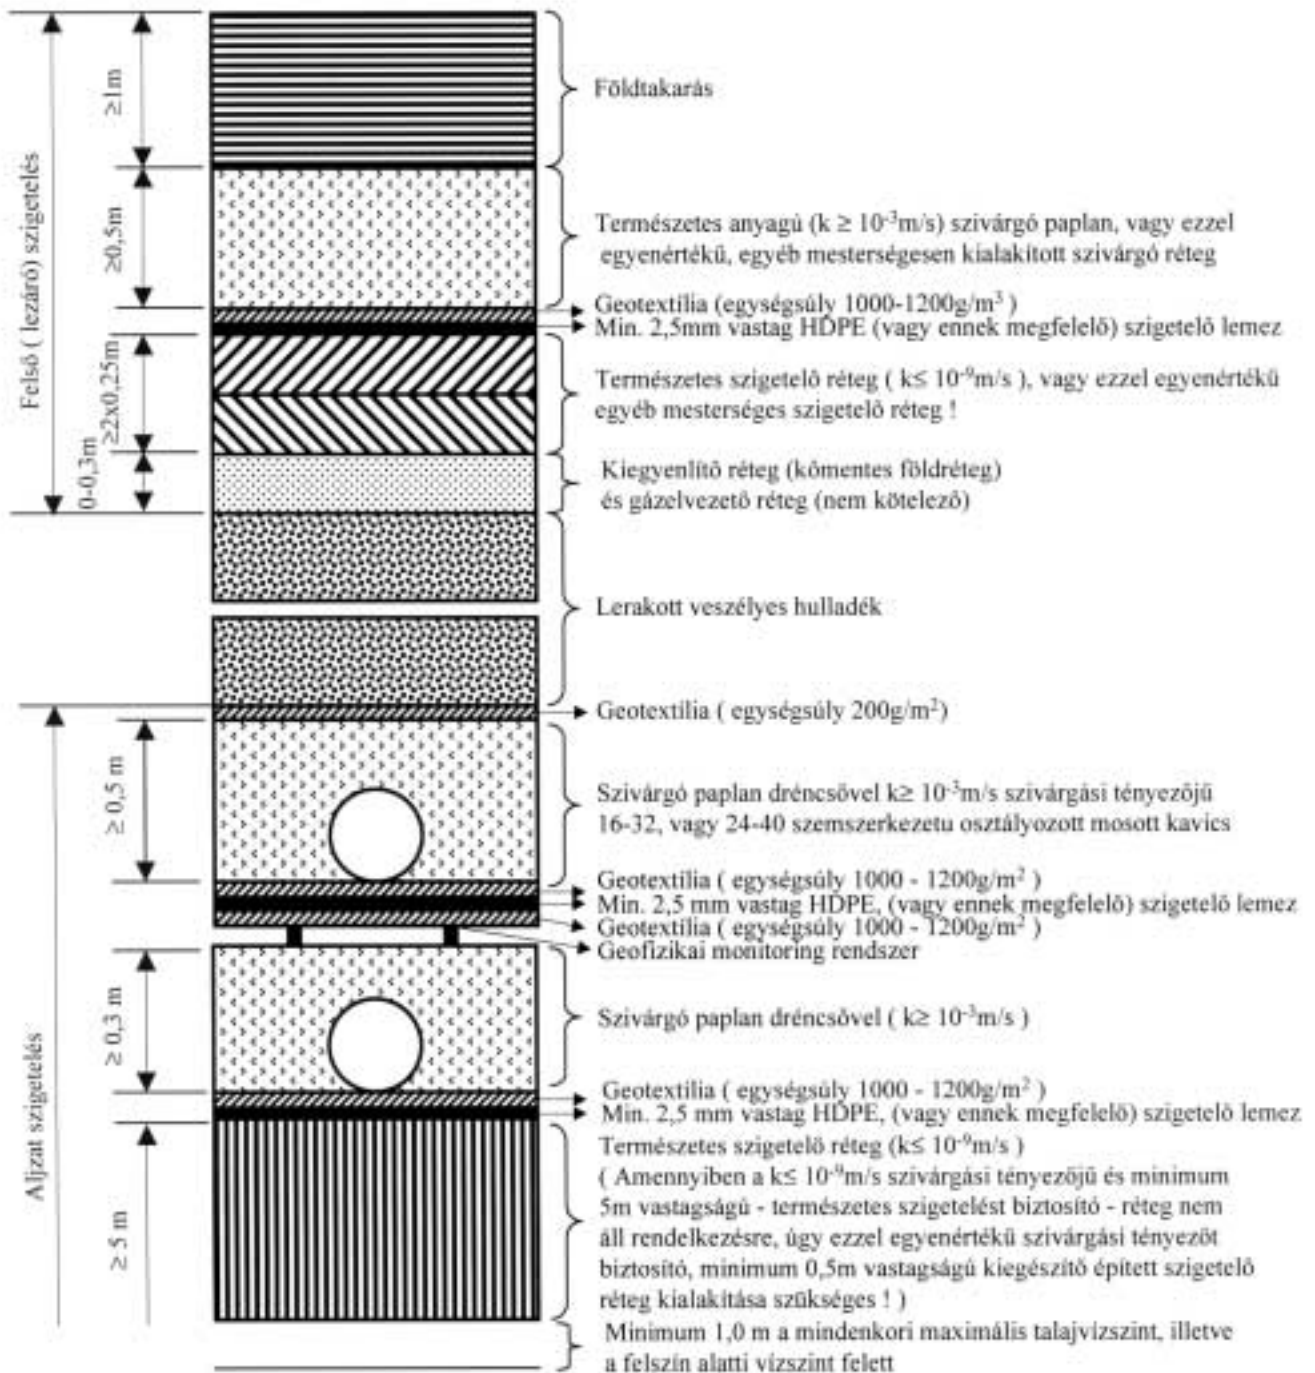 Felső ( lezáró) szigetelés
≥1m
≥0,5m
≥2x0,25m
0-0,3m
Földtakarás
Természetes anyagú (k ≥ 10⁻³m/s) szivárgó paplan, vagy ezzel
egyenértékű, egyéb mesterségesen kialakított szivárgó réteg
Geotextília (egységsúly 1000-1200g/m³ )
Min. 2,5mm vastag HDPE (vagy ennek megfelelő) szigetelő lemez
Természetes szigetelő réteg ( k≤ 10⁻⁹m/s ), vagy ezzel egyenértékű
egyéb mesterséges szigetelő réteg !
Kiegyenlítő réteg (kőmentes földréteg)
és gázelvezető réteg (nem kötelező)
Lerakott veszélyes hulladék
Aljzat szigetelés
≥ 0,5 m
≥ 0,3 m
≥ 5 m
Geotextília ( egységsúly 200g/m²)
Szivárgó paplan dréncsővel k≥ 10⁻³m/s szivárgási tényezőjű
16-32, vagy 24-40 szemszerkezetu osztályozott mosott kavics
Geotextília ( egységsúly 1000 - 1200g/m² )
Min. 2,5 mm vastag HDPE, (vagy ennek megfelelő) szigetelő lemez
Geotextília ( egységsúly 1000 - 1200g/m² )
Geofizikai monitoring rendszer
Szivárgó paplan dréncsővel ( k≥ 10⁻³m/s )
Geotextília ( egységsúly 1000 - 1200g/m² )
Min. 2,5 mm vastag HDPE, (vagy ennek megfelelő) szigetelő lemez
Természetes szigetelő réteg (k≤ 10⁻⁹m/s )
( Amennyiben a k≤ 10⁻⁹m/s szivárgási tényezőjű és minimum
5m vastagságú - természetes szigetelést biztosító - réteg nem
áll rendelkezésre, úgy ezzel egyenértékű szivárgási tényezőt
biztosító, minimum 0,5m vastagságú kiegészítő épített szigetelő
réteg kialakítása szükséges ! )
Minimum 1,0 m a mindenkori maximális talajvízszint, illetve
a felszín alatti vízszint felett